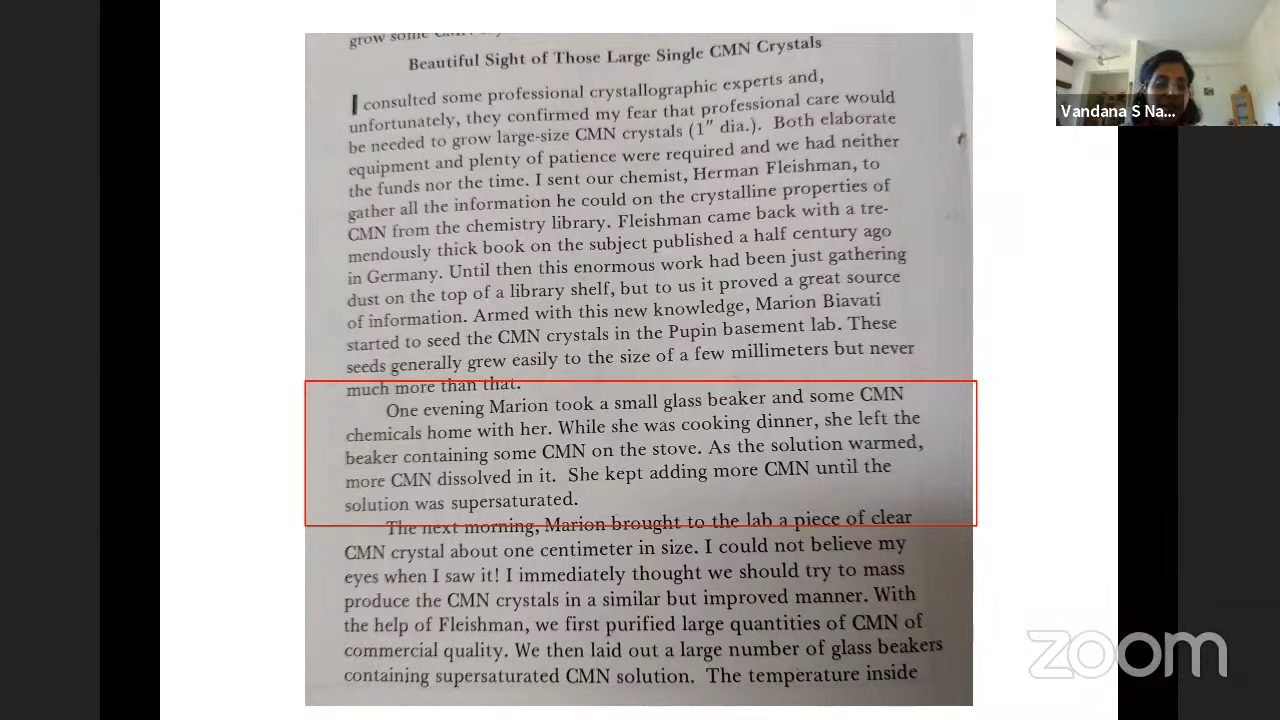 grow some
Beautiful Sight of Those Large Single CMN Crystals
I consulted some professional crystallographic experts and,
unfortunately, they confirmed my fear that professional care would
be needed to grow large-size CMN crystals (1″ dia.). Both elaborate
equipment and plenty of patience were required and we had neither
the funds nor the time. I sent our chemist, Herman Fleishman, to
gather all the information he could on the crystalline properties of
CMN from the chemistry library. Fleishman came back with a tre-
mendously thick book on the subject published a half century ago
in Germany. Until then this enormous work had been just gathering
dust on the top of a library shelf, but to us it proved a great source
of information. Armed with this new knowledge, Marion Biavati
started to seed the CMN crystals in the Pupin basement lab. These
seeds generally grew easily to the size of a few millimeters but never
much more than that.
One evening Marion took a small glass beaker and some CMN
chemicals home with her. While she was cooking dinner, she left the
beaker containing some CMN on the stove. As the solution warmed,
more CMN dissolved in it. She kept adding more CMN until the
solution was supersaturated.
The next morning, Marion brought to the lab a piece of clear
CMN crystal about one centimeter in size. I could not believe my
eyes when I saw it! I immediately thought we should try to mass
produce the CMN crystals in a similar but improved manner. With
the help of Fleishman, we first purified large quantities of CMN of
commercial quality. We then laid out a large number of glass beakers
containing supersaturated CMN solution. The temperature inside
Vandana S Na...
zoom